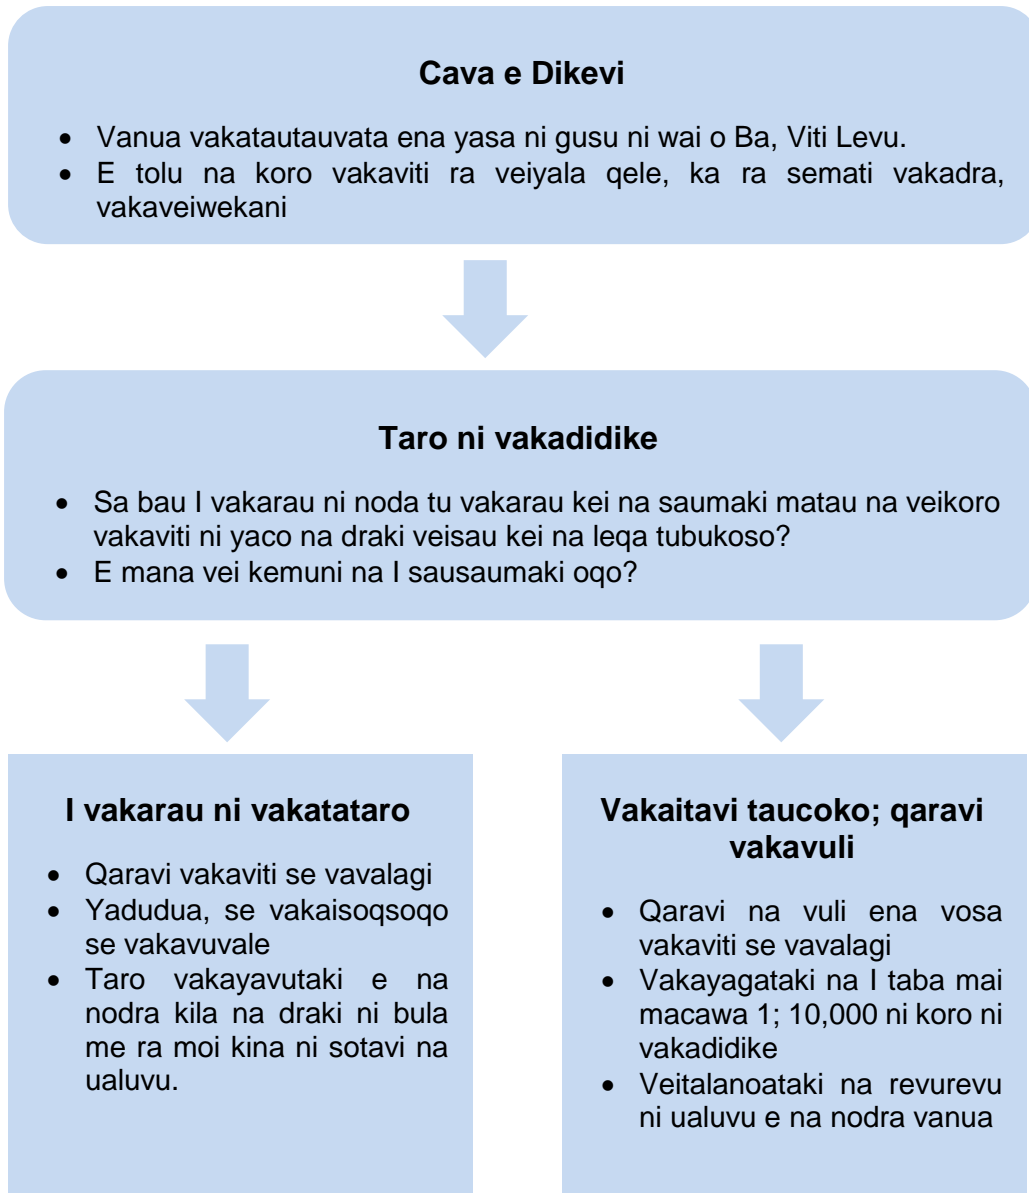 Cava e Dikevi
• Vanua vakatautauvata ena yasa ni gusu ni wai o Ba, Viti Levu.
• E tolu na koro vakaviti ra veiyala qele, ka ra semati vakadra,
vakaveiwekani
Taro ni vakadidike
• Sa bau I vakarau ni noda tu vakarau kei na saumaki matau na veikoro
vakaviti ni yaco na draki veisau kei na leqa tubukoso?
• E mana vei kemuni na I sausaumaki oqo?
I vakarau ni vakatataro
• Qaravi vakaviti se vavalagi
• Yadudua, se vakaisoqsoqo
se vakavuvale
• Taro vakayavutaki e na
nodra kila na draki ni bula
me ra moi kina ni sotavi na
ualuvu.
Vakaitavi taucoko; qaravi
vakavuli
• Qaravi na vuli ena vosa
vakaviti se vavalagi
• Vakayagataki na I taba mai
macawa 1; 10,000 ni koro ni
vakadidike
• Veitalanoataki na revurevu
ni ualuvu e na nodra vanua